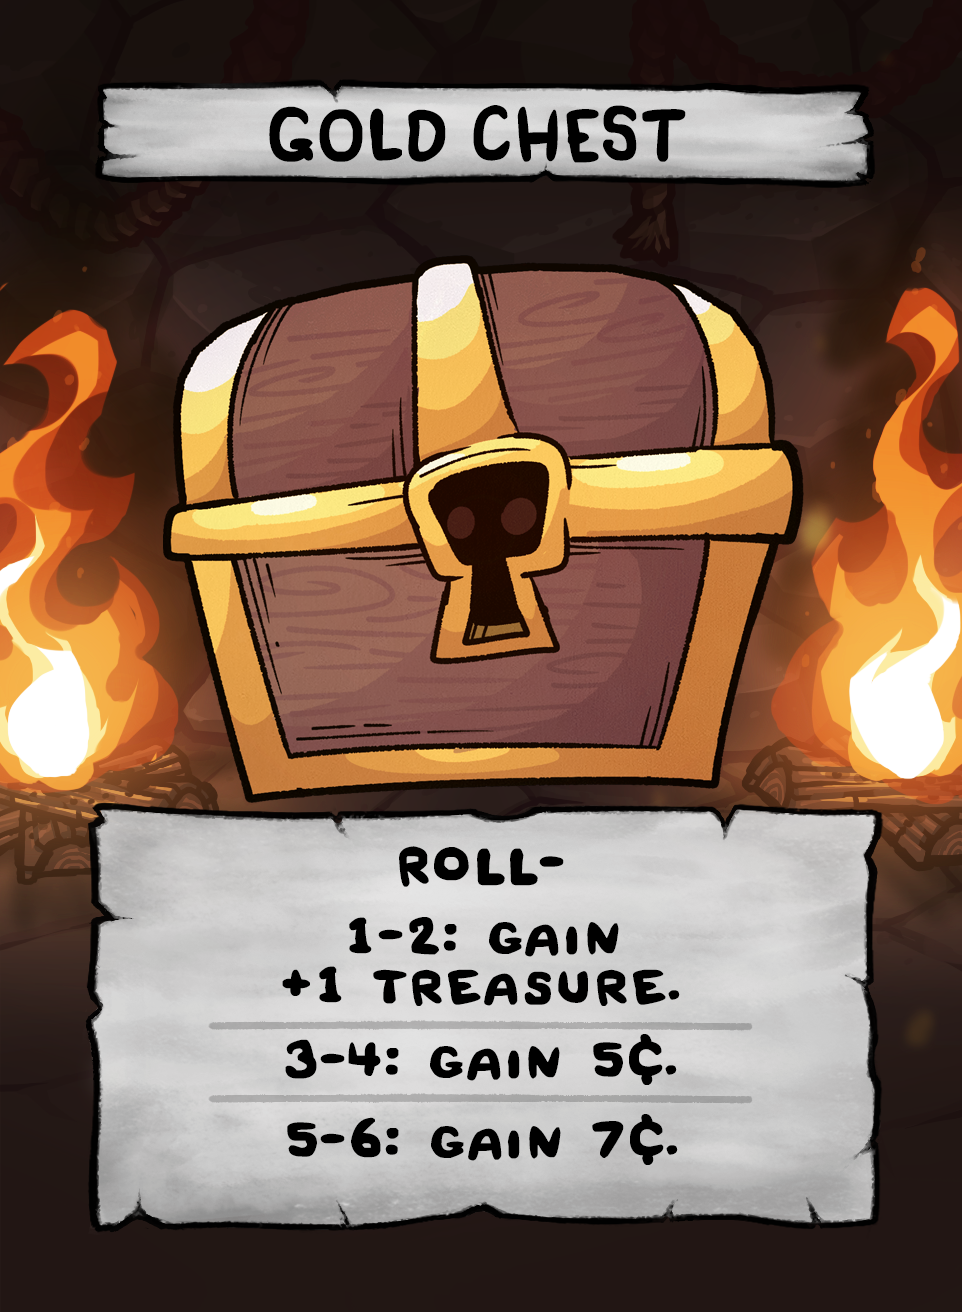 GOLD CHEST
ROLL-
1-2: GAIN
+1 TREASURE.
3-4: GAIN 5¢.
5-6: GAIN 7¢.